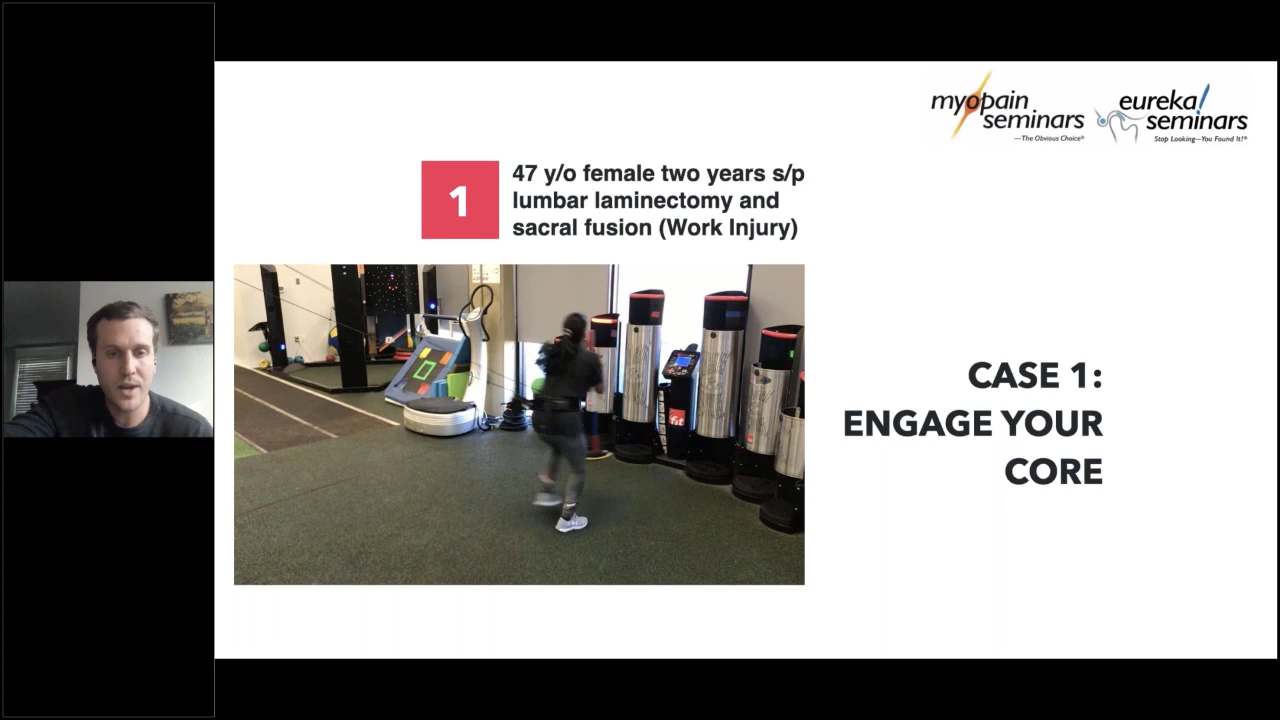 myopain
seminars
—The Obvious Choice®
eureka!
seminars
Stop Looking—You Found It!®
1
47 y/o female two years s/p
lumbar laminectomy and
sacral fusion (Work Injury)
fit
CASE 1:
ENGAGE YOUR
CORE